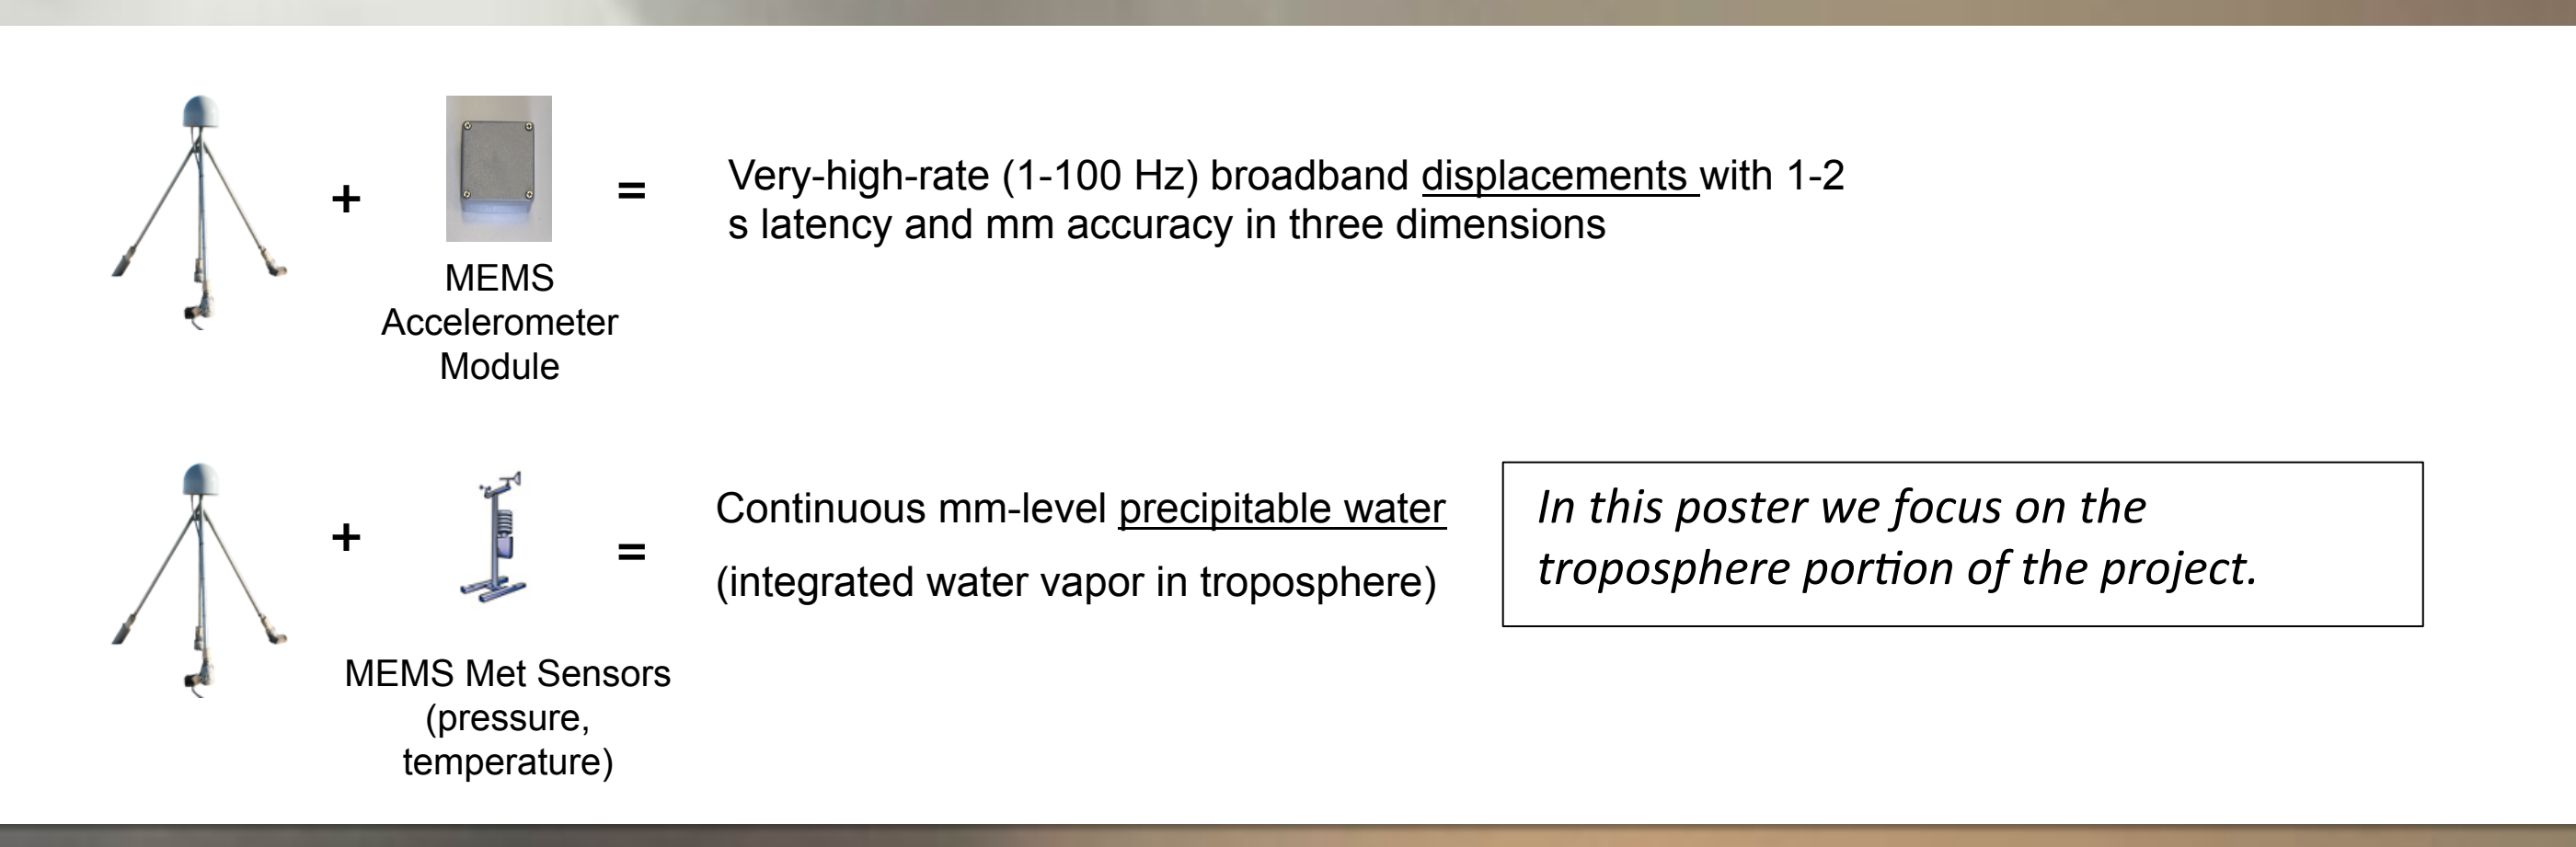 +
=
Very-high-rate (1-100 Hz) broadband displacements with 1-2
s latency and mm accuracy in three dimensions
MEMS
Accelerometer
Module
+
=
Continuous mm-level precipitable water
(integrated water vapor in troposphere)
In this poster we focus on the
troposphere portion of the project.
MEMS Met Sensors
(pressure,
temperature)